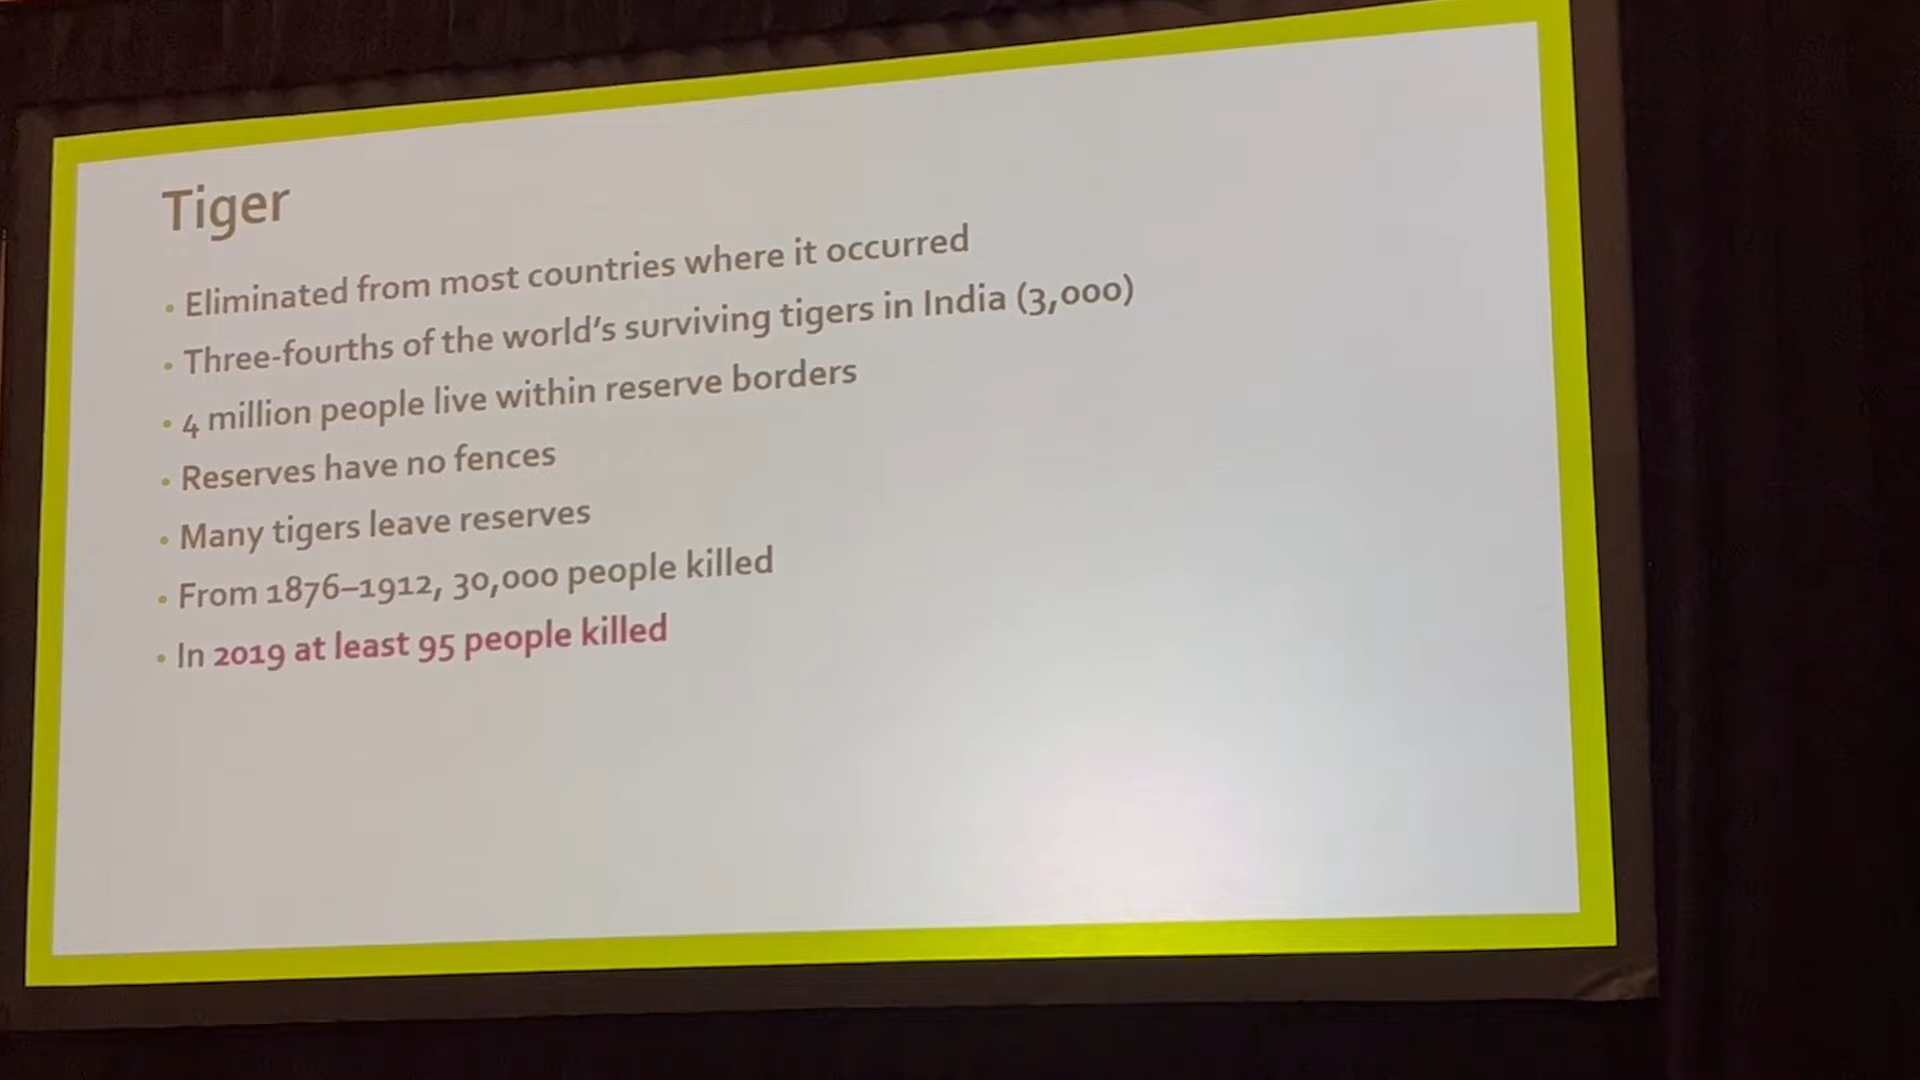 Tiger
• Eliminated from most countries where it occurred
• Three-fourths of the world's surviving tigers in India (3,000)
• 4 million people live within reserve borders
• Reserves have no fences
• Many tigers leave reserves
• From 1876–1912, 30,000 people killed
• In 2019 at least 95 people killed